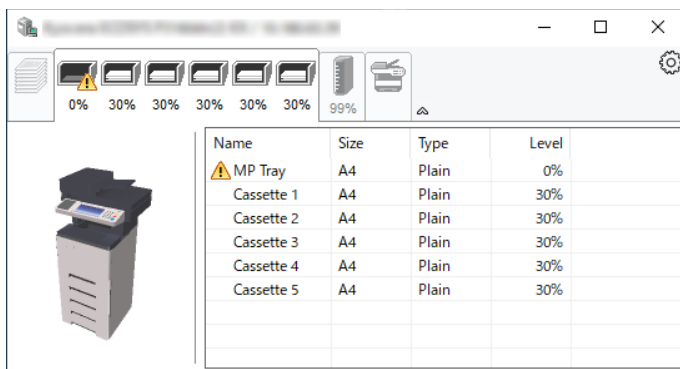 0% 30% 30% 30% 30% 30% 99%
Name Size Type Level
MP Tray A4 Plain 0%
Cassette 1 A4 Plain 30%
Cassette 2 A4 Plain 30%
Cassette 3 A4 Plain 30%
Cassette 4 A4 Plain 30%
Cassette 5 A4 Plain 30%